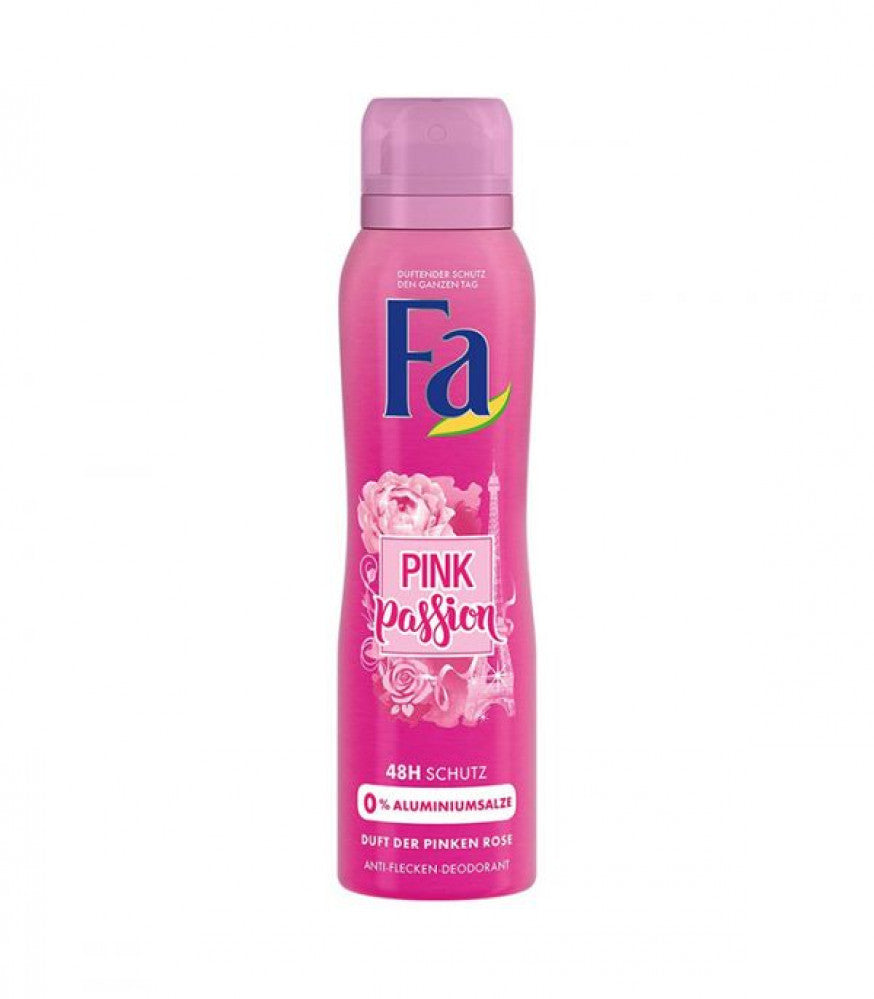 DUFTENDER SCHUTZ
DEN GANZEN TAG
Fa
PINK
Passion
48H SCHUTZ
0% ALUMINIUMSALZE
DUFT DER PINKEN ROSE
ANTI-FLECKEN-DEODORANT